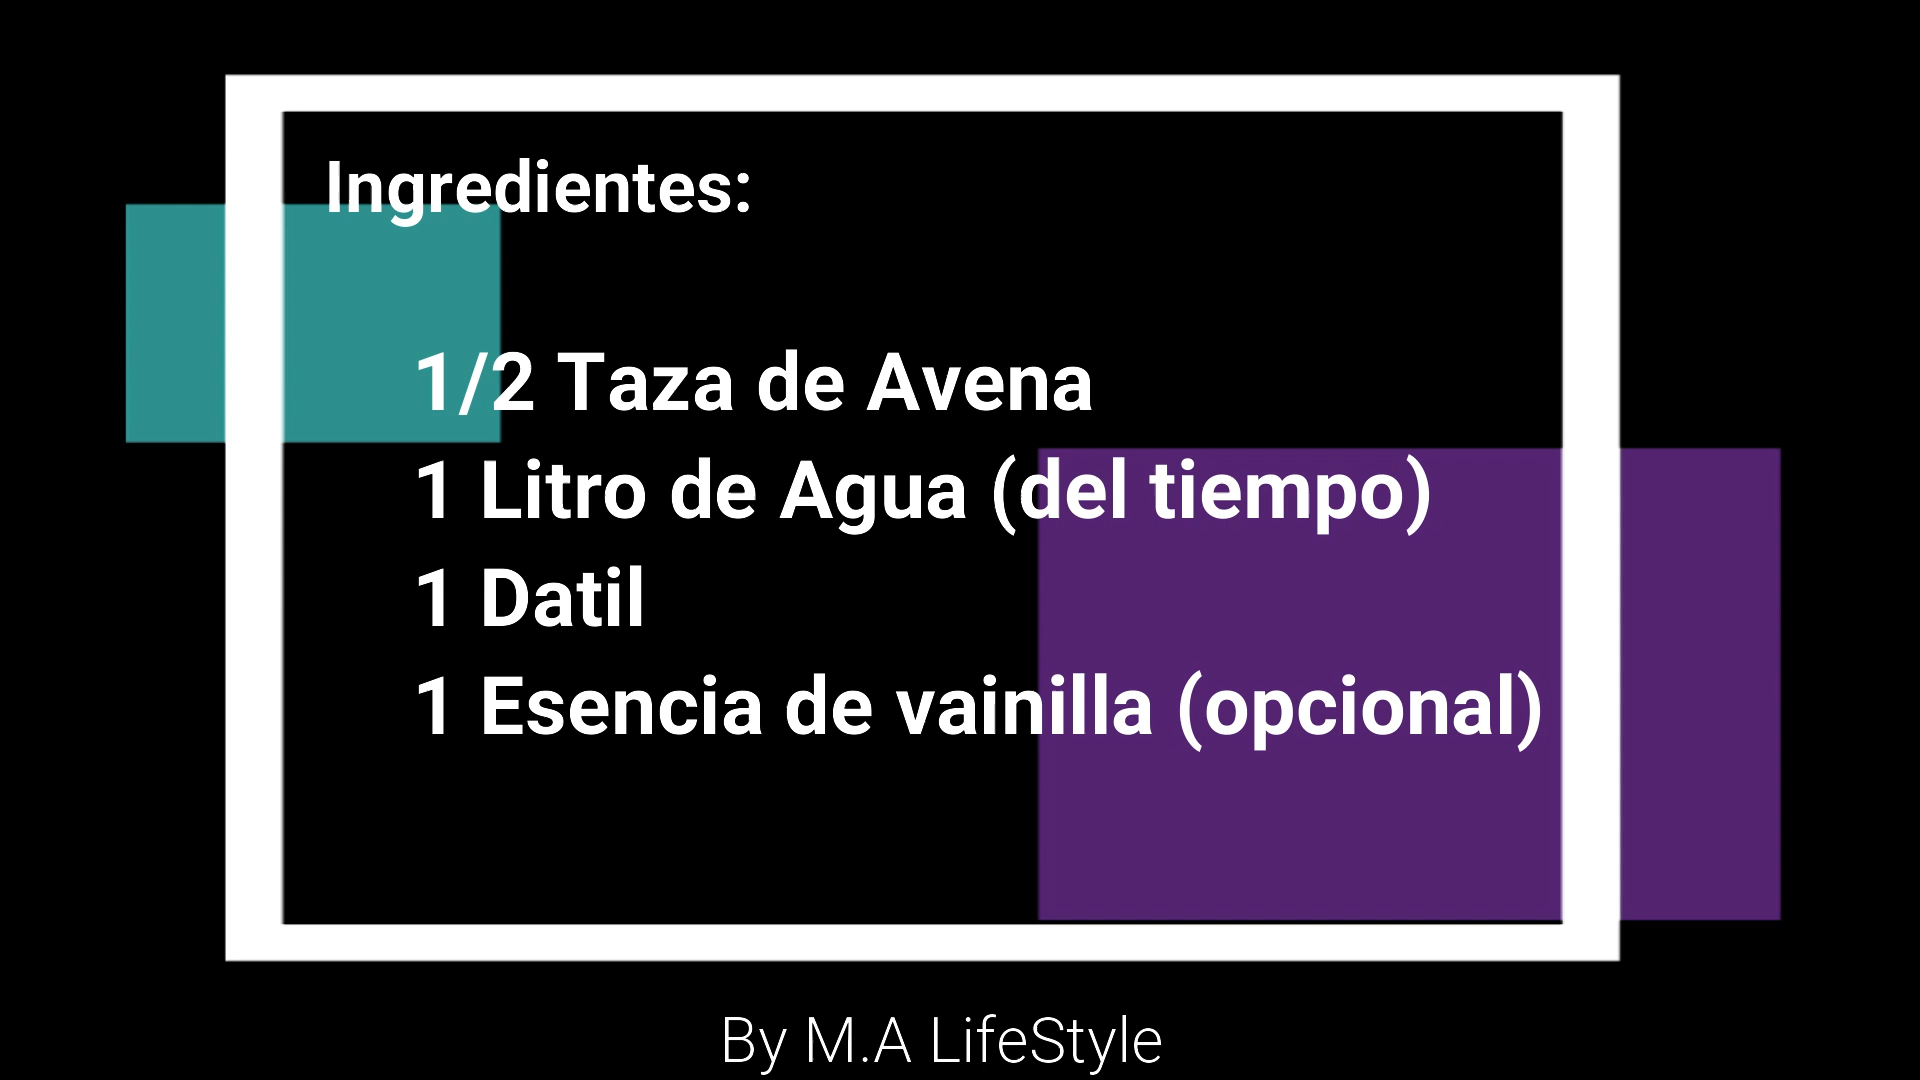 Ingredientes:
1/2 Taza de Avena
1 Litro de Agua (del tiempo)
1 Datil
1 Esencia de vainilla (opcional)
By M.A LifeStyle